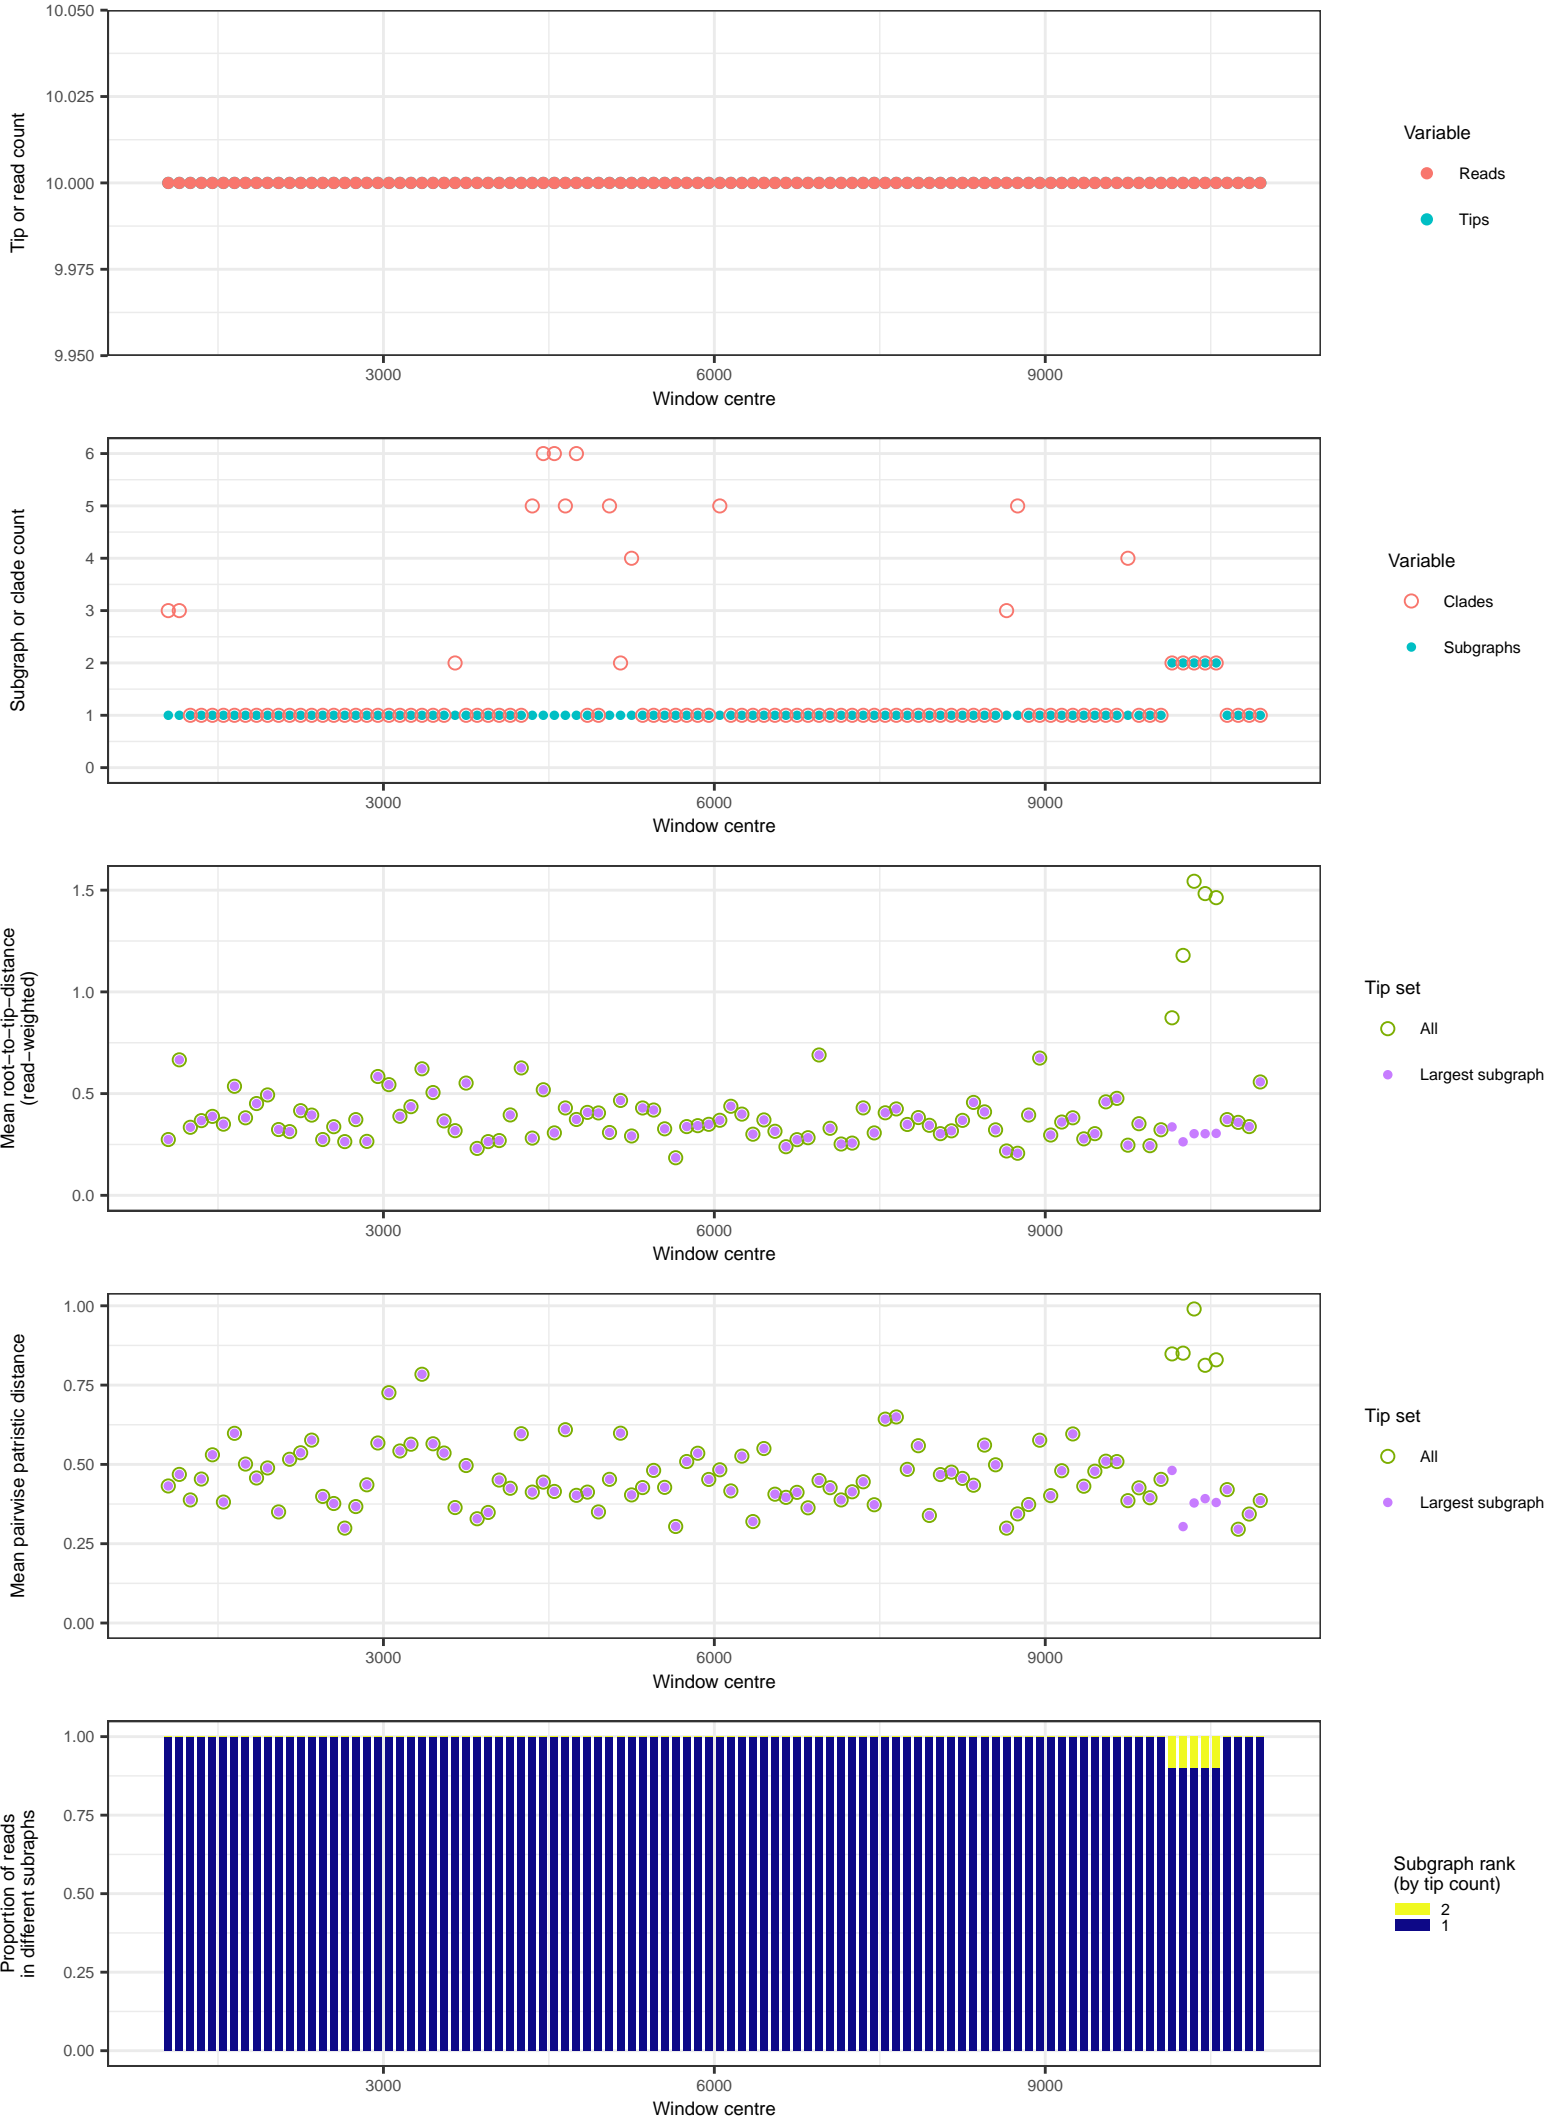 10.050
10.025
10.000
9.975
9.950
Tip or read count
3000
6000
9000
Window centre
Variable
Reads
Tips
6
5
4
3
2
1
0
Subgraph or clade count
3000
6000
9000
Window centre
Variable
Clades
Subgraphs
1.5
1.0
0.5
0.0
Mean root−to−tip−distance
(read−weighted)
3000
6000
9000
Window centre
Tip set
All
Largest subgraph
1.00
0.75
0.50
0.25
0.00
Mean pairwise patristic distance
3000
6000
9000
Window centre
Tip set
All
Largest subgraph
1.00
0.75
0.50
0.25
0.00
Proportion of reads
in different subraphs
3000
6000
9000
Window centre
Subgraph rank
(by tip count)
2
1